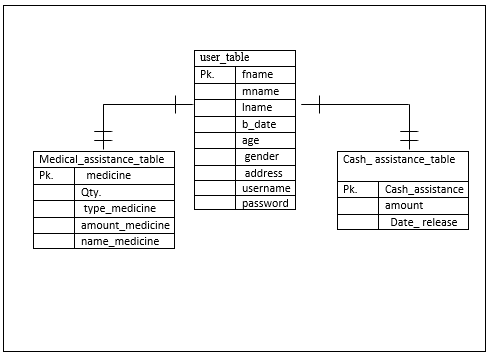 user_table
Pk. fname
mname
lname
b_date
age
gender
address
username
password
Medical_assistance_table
Pk. medicine
Qty.
type_medicine
amount_medicine
name_medicine
Cash_ assistance_table
Pk. Cash_assistance
amount
Date_ release